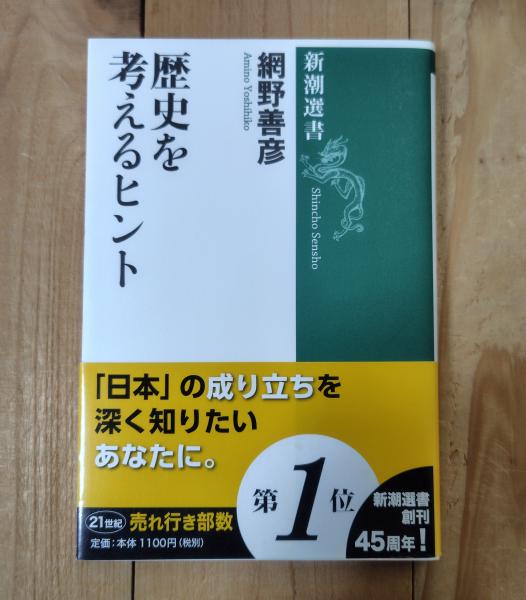 新潮選書
Shincho Sensho
網野善彦
Amino Yoshihiko
歴史を
考えるヒント
「日本」の成り立ちを
深く知りたい
あなたに。
21世紀 売れ行き部数
第1位
定価：本体1100円（税別）
新潮選書
創刊
45周年！